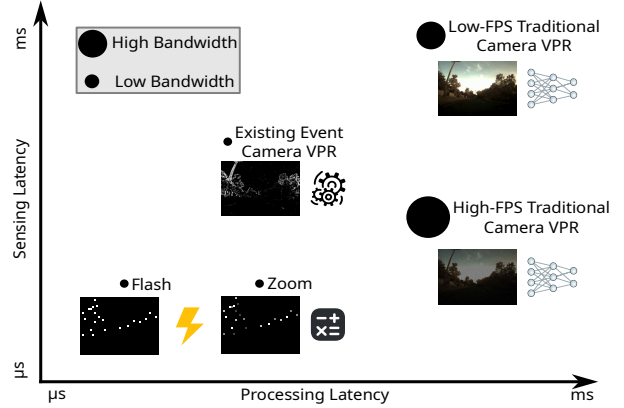 ms
High Bandwidth
Low Bandwidth
Low-FPS Traditional
Camera VPR
Existing Event
Camera VPR
Sensing Latency
High-FPS Traditional
Camera VPR
Flash
Zoom
μs
μs
Processing Latency
ms